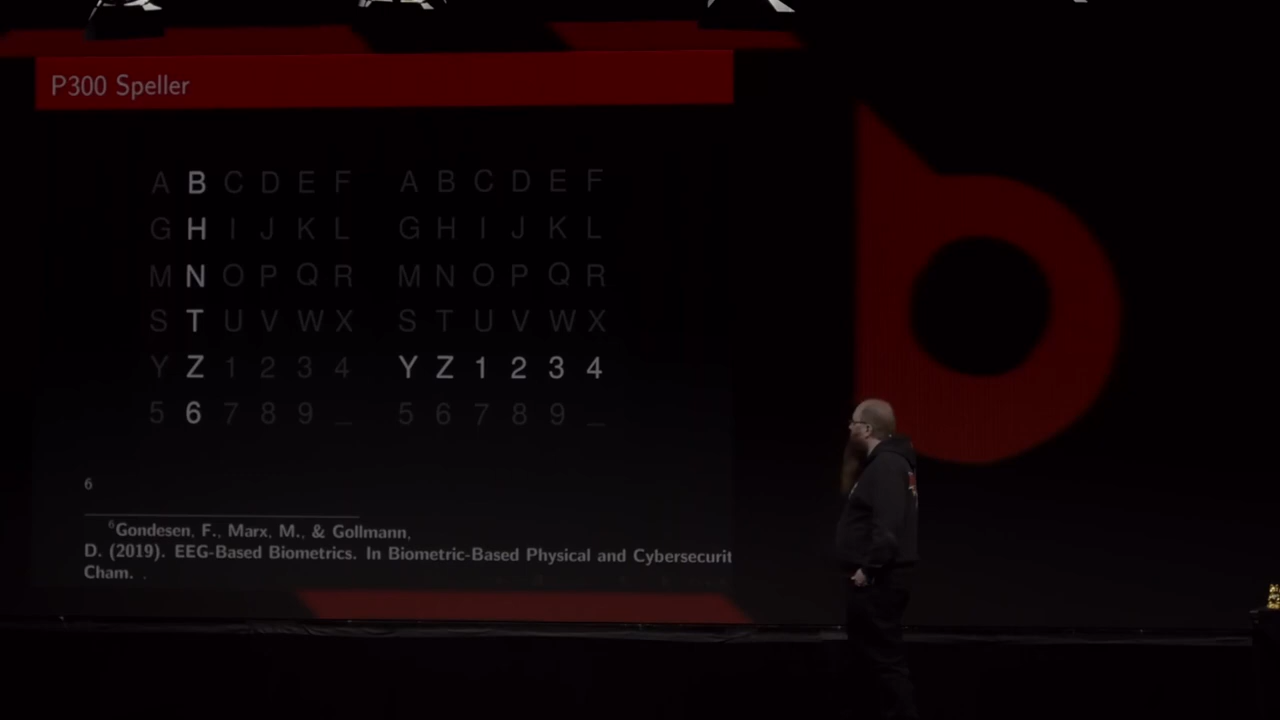 P300 Speller
A B C D E F A B C D E F
G H I J K L G H I J K L
M N O P Q R M N O P Q R
S T U V W X S T U V W X
Y Z 1 2 3 4 Y Z 1 2 3 4
5 6 7 8 9 _ 5 6 7 8 9 _
6
6Gondesen, F., Marx, M., & Gollmann,
D. (2019). EEG-Based Biometrics. In Biometric-Based Physical and Cybersecurit
Cham. .